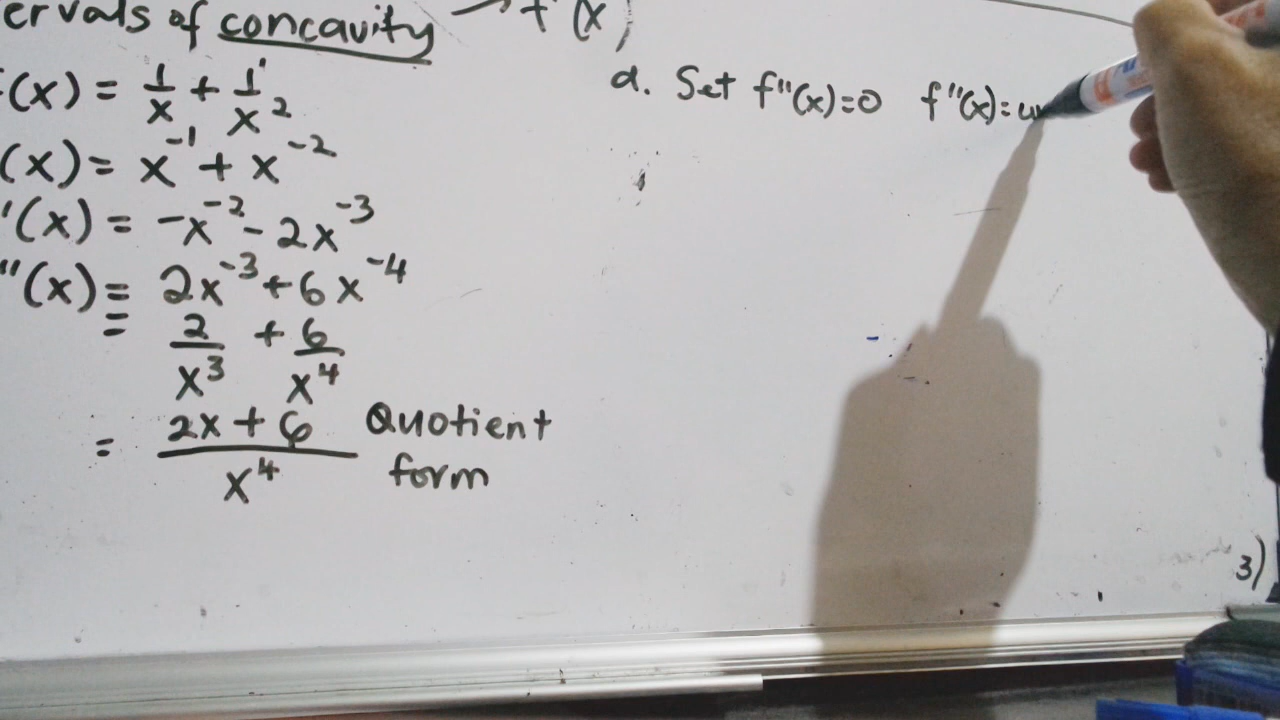 ervals of concavity → f"(x)
f(x) = 1/x + 1/x²
(x) = x⁻¹ + x⁻²
'(x) = -x⁻² - 2x⁻³
"(x) = 2x⁻³ + 6x⁻⁴
= 2/x³ + 6/x⁴
= (2x + 6)/x⁴ Quotient form
a. Set f"(x)=0 f"(x)=un
3)